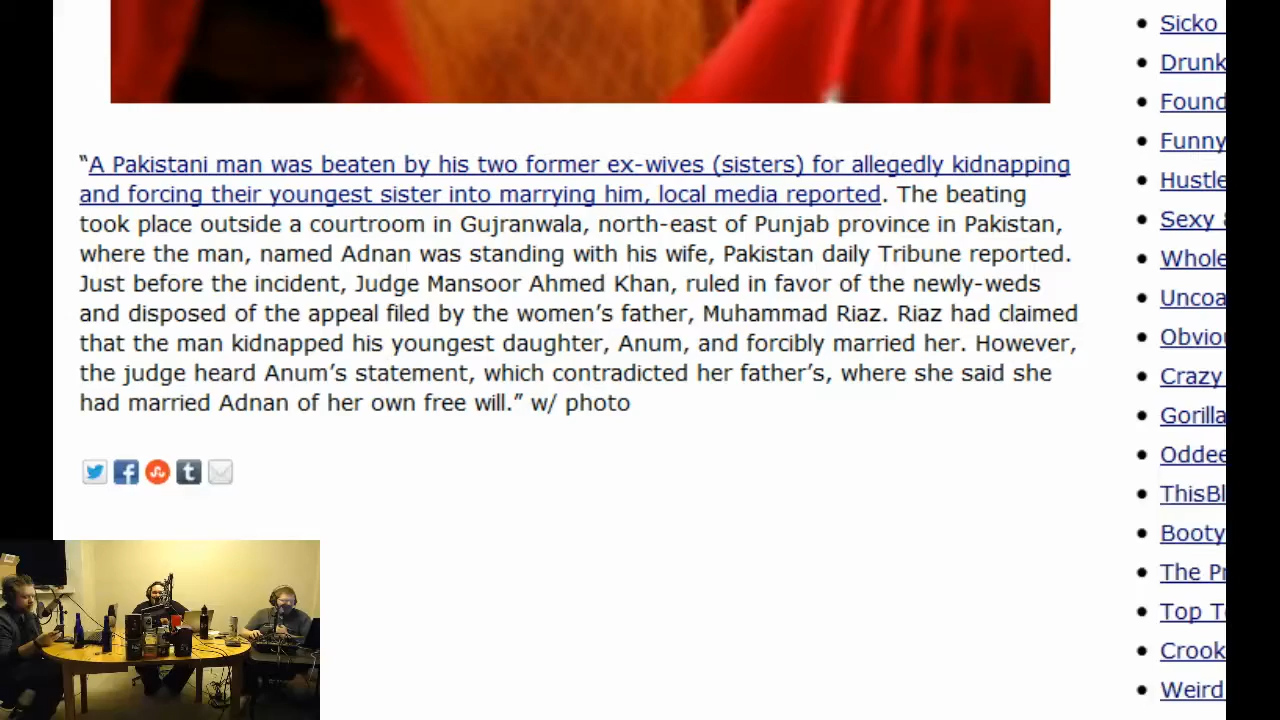 “A Pakistani man was beaten by his two former ex-wives (sisters) for allegedly kidnapping
and forcing their youngest sister into marrying him, local media reported. The beating
took place outside a courtroom in Gujranwala, north-east of Punjab province in Pakistan,
where the man, named Adnan was standing with his wife, Pakistan daily Tribune reported.
Just before the incident, Judge Mansoor Ahmed Khan, ruled in favor of the newly-weds
and disposed of the appeal filed by the women’s father, Muhammad Riaz. Riaz had claimed
that the man kidnapped his youngest daughter, Anum, and forcibly married her. However,
the judge heard Anum’s statement, which contradicted her father’s, where she said she
had married Adnan of her own free will.” w/ photo
Sicko
Drunk
Found
Funny
Hustle
Sexy
Whole
Uncoa
Obviou
Crazy
Gorilla
Oddee
ThisBl
Booty
The Pr
Top T
Crook
Weird